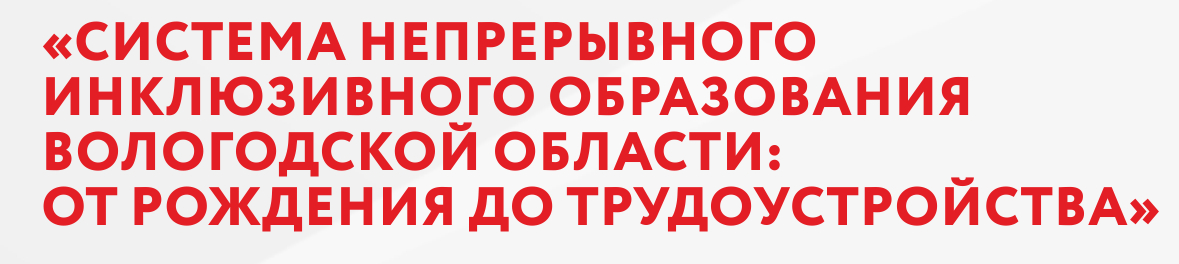 «СИСТЕМА НЕПРЕРЫВНОГО
ИНКЛЮЗИВНОГО ОБРАЗОВАНИЯ
ВОЛОГОДСКОЙ ОБЛАСТИ:
ОТ РОЖДЕНИЯ ДО ТРУДОУСТРОЙСТВА»